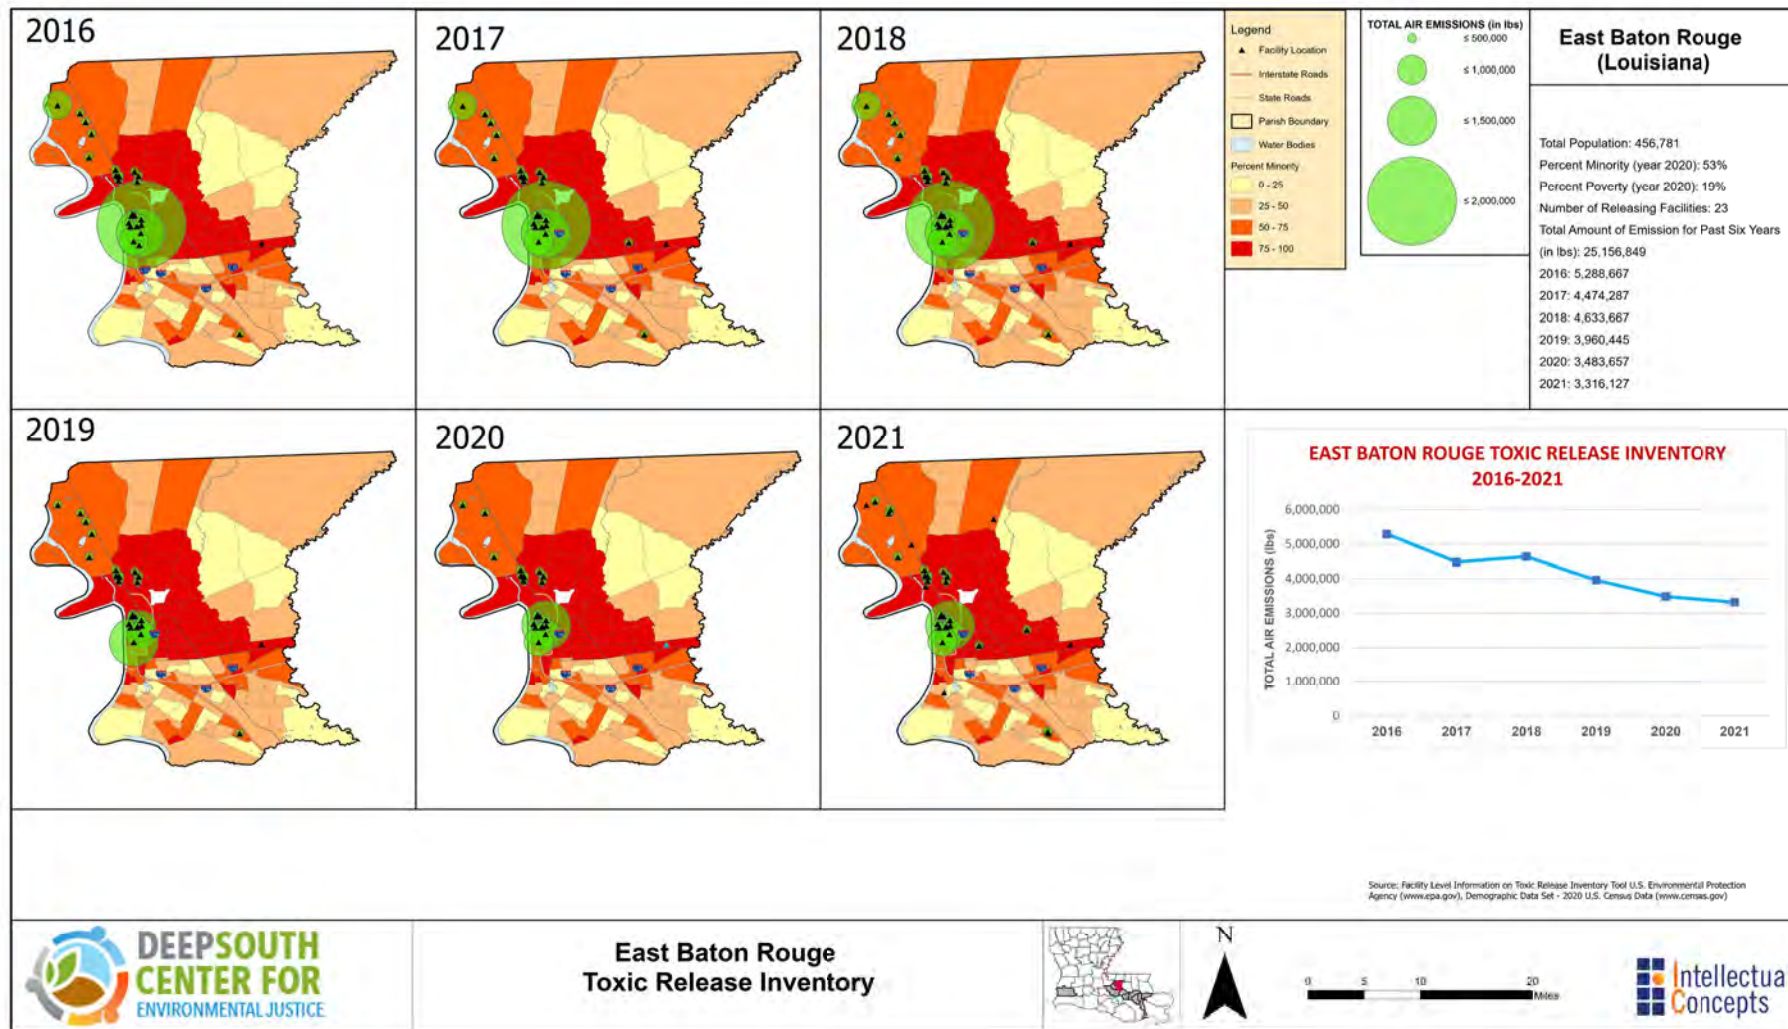 2016
2017
2018
Legend
Facility Location
Interstate Roads
State Roads
Parish Boundary
Water Bodies
Percent Minority
0 - 25
25 - 50
50 - 75
75 - 100
TOTAL AIR EMISSIONS (in lbs)
≤ 500,000
≤ 1,000,000
≤ 1,500,000
≤ 2,000,000
East Baton Rouge
(Louisiana)
Total Population: 456,781
Percent Minority (year 2020): 53%
Percent Poverty (year 2020): 19%
Number of Releasing Facilities: 23
Total Amount of Emission for Past Six Years
(in lbs): 25,156,849
2016: 5,288,667
2017: 4,474,287
2018: 4,633,667
2019: 3,960,445
2020: 3,483,657
2021: 3,316,127
2019
2020
2021
EAST BATON ROUGE TOXIC RELEASE INVENTORY
2016-2021
TOTAL AIR EMISSIONS (lbs)
6,000,000
5,000,000
4,000,000
3,000,000
2,000,000
1,000,000
0
2016 2017 2018 2019 2020 2021
Source: Facility Level Information on Toxic Release Inventory Tool U.S. Environmental Protection
Agency (www.epa.gov), Demographic Data Set - 2020 U.S. Census Data (www.census.gov)
DEEPSOUTH
CENTER FOR
ENVIRONMENTAL JUSTICE
East Baton Rouge
Toxic Release Inventory
N
0 5 10 20
Miles
Intellectua
Concepts